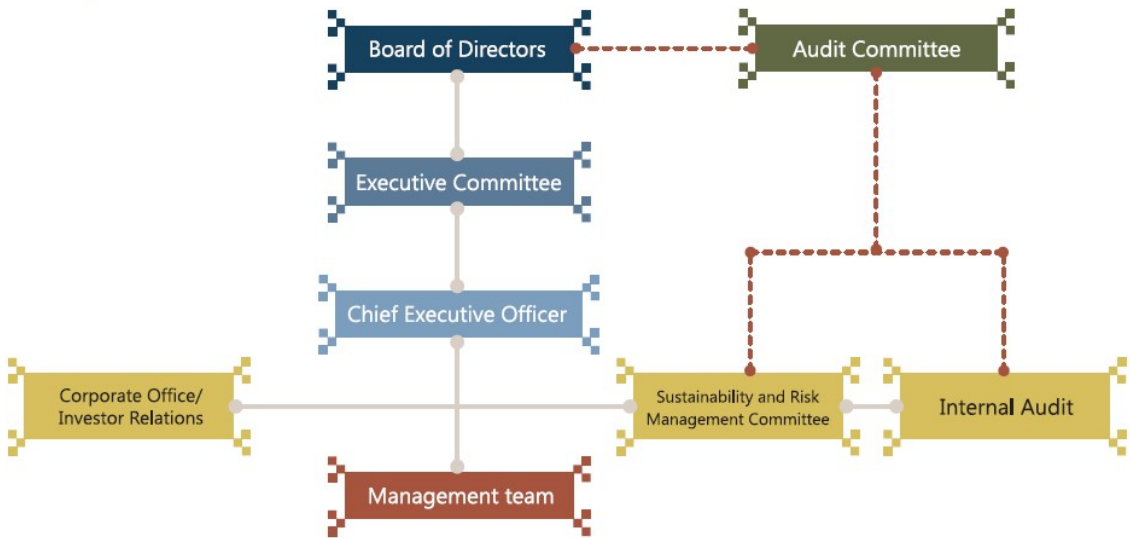 Board of Directors
Audit Committee
Executive Committee
Chief Executive Officer
Corporate Office/
Investor Relations
Sustainability and Risk
Management Committee
Internal Audit
Management team